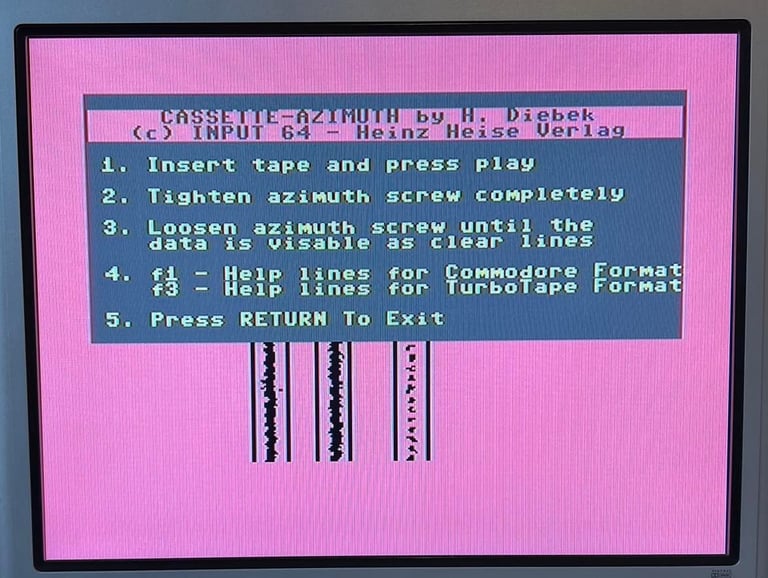 CASSETTE-AZIMUTH by H. Diebek
(c) INPUT 64 - Heinz Heise Verlag
1. Insert tape and press play
2. Tighten azimuth screw completely
3. Loosen azimuth screw until the
data is visable as clear lines
4. f1 - Help lines for Commodore Format
f3 - Help lines for TurboTape Format
5. Press RETURN To Exit